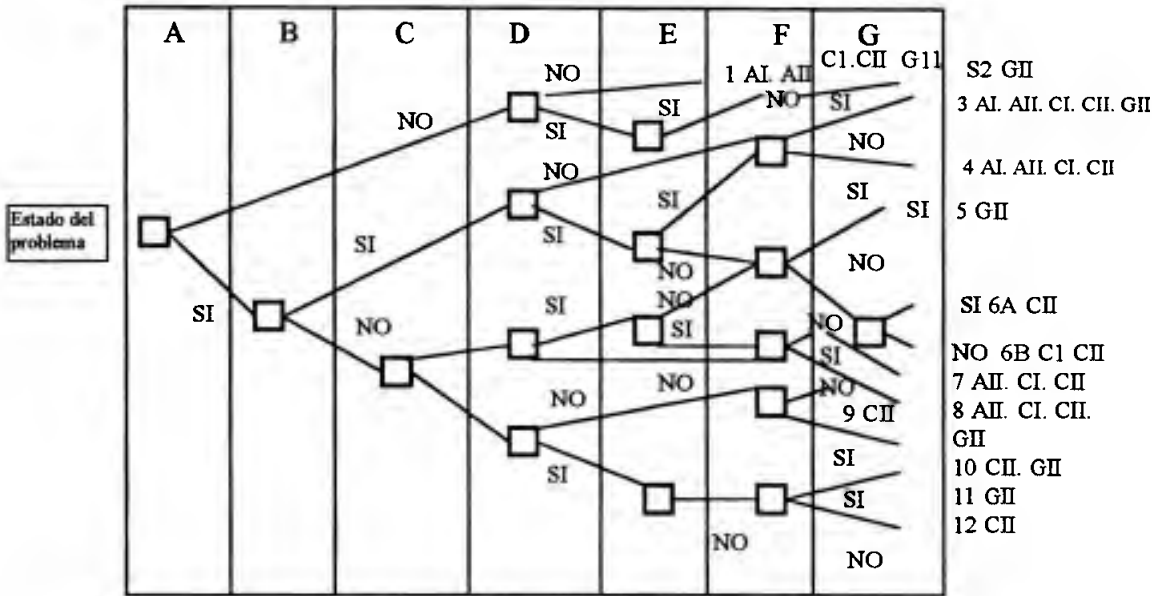 A B C D E F G
NO 1 AI. AII C1.CII G11
S2 GII
NO SI SI NO SI 3 AI. AII. CI. CII. GII
NO NO
4 AI. AII. CI. CII
SI SI
SI 5 GII
Estado del
problema
SI SI NO NO
SI NO SI NO SI 6A CII
SI NO
NO 6B C1 CII
SI
7 AII. CI. CII
NO NO NO
9 CII 8 AII. CI. CII.
GII
SI SI
10 CII. GII
SI 11 GII
12 CII
NO NO